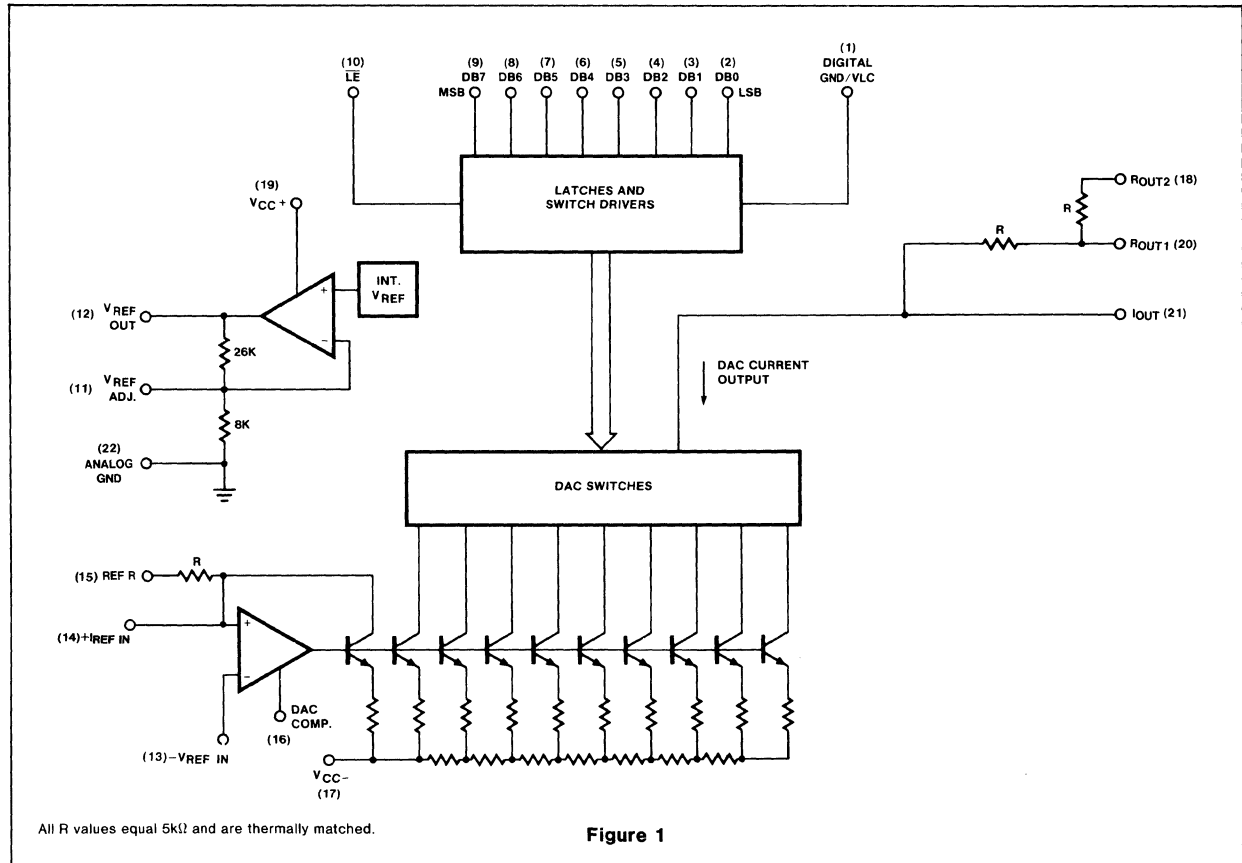 (10)
LE
(9)
DB7
(8)
DB6
(7)
DB5
(6)
DB4
(5)
DB3
(4)
DB2
(3)
DB1
(2)
DB0
(1)
DIGITAL
GND/VLC
MSB
LSB
LATCHES AND
SWITCH DRIVERS
(19)
VCC+
INT.
VREF
ROUT2 (18)
R
R
ROUT1 (20)
IOUT (21)
(12) VREF
OUT
+
−
26K
(11) VREF
ADJ.
8K
(22)
ANALOG
GND
DAC CURRENT
OUTPUT
DAC SWITCHES
R
(15) REF R
(14)+IREF IN
+
−
DAC
COMP.
(16)
(13)−VREF IN
VCC−
(17)
All R values equal 5kΩ and are thermally matched.
Figure 1